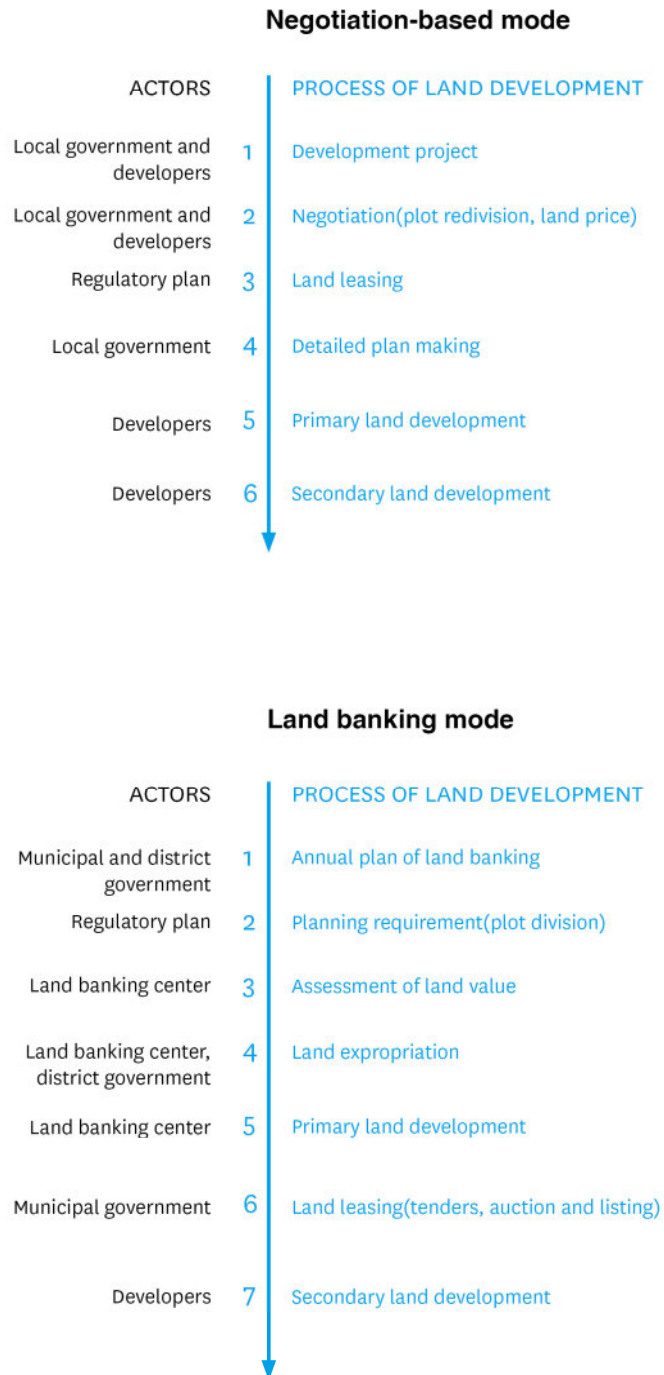 Negotiation-based mode
ACTORS PROCESS OF LAND DEVELOPMENT
Local government and
developers
1 Development project
Local government and
developers
2 Negotiation(plot redivision, land price)
Regulatory plan 3 Land leasing
Local government 4 Detailed plan making
Developers 5 Primary land development
Developers 6 Secondary land development
Land banking mode
ACTORS PROCESS OF LAND DEVELOPMENT
Municipal and district
government
1 Annual plan of land banking
Regulatory plan 2 Planning requirement(plot division)
Land banking center 3 Assessment of land value
Land banking center,
district government
4 Land expropriation
Land banking center 5 Primary land development
Municipal government 6 Land leasing(tenders, auction and listing)
Developers 7 Secondary land development